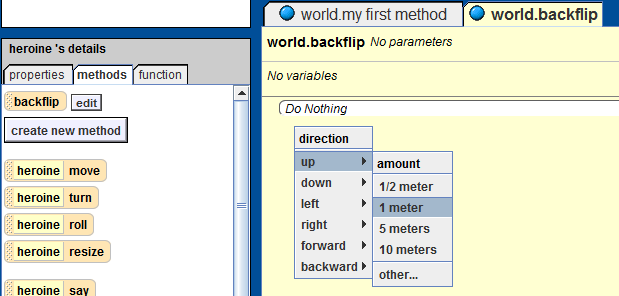 heroine 's details
properties methods function
backflip edit
create new method
heroine move
heroine turn
heroine roll
heroine resize
heroine say
world.my first method world.backflip
world.backflip No parameters
No variables
Do Nothing
direction
up
down
left
right
forward
backward
amount
1/2 meter
1 meter
5 meters
10 meters
other...